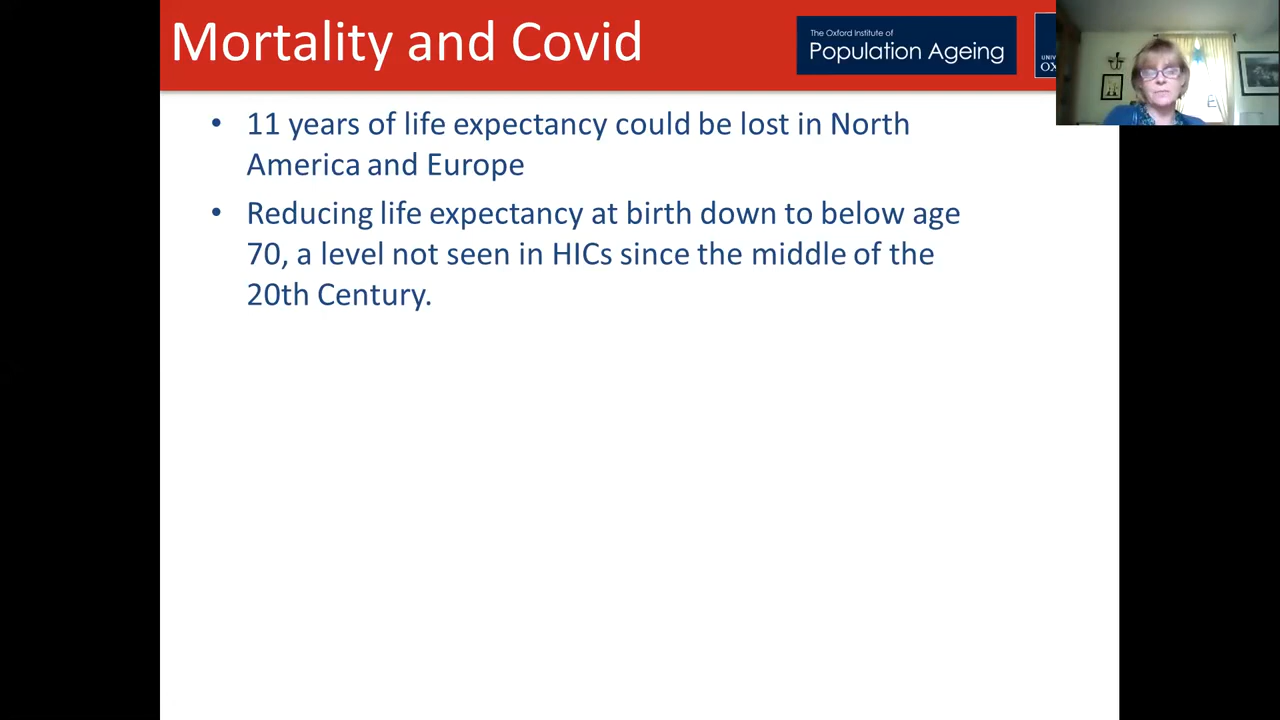 Mortality and Covid
The Oxford Institute of
Population Ageing
UNIV
OX
• 11 years of life expectancy could be lost in North
America and Europe
• Reducing life expectancy at birth down to below age
70, a level not seen in HICs since the middle of the
20th Century.